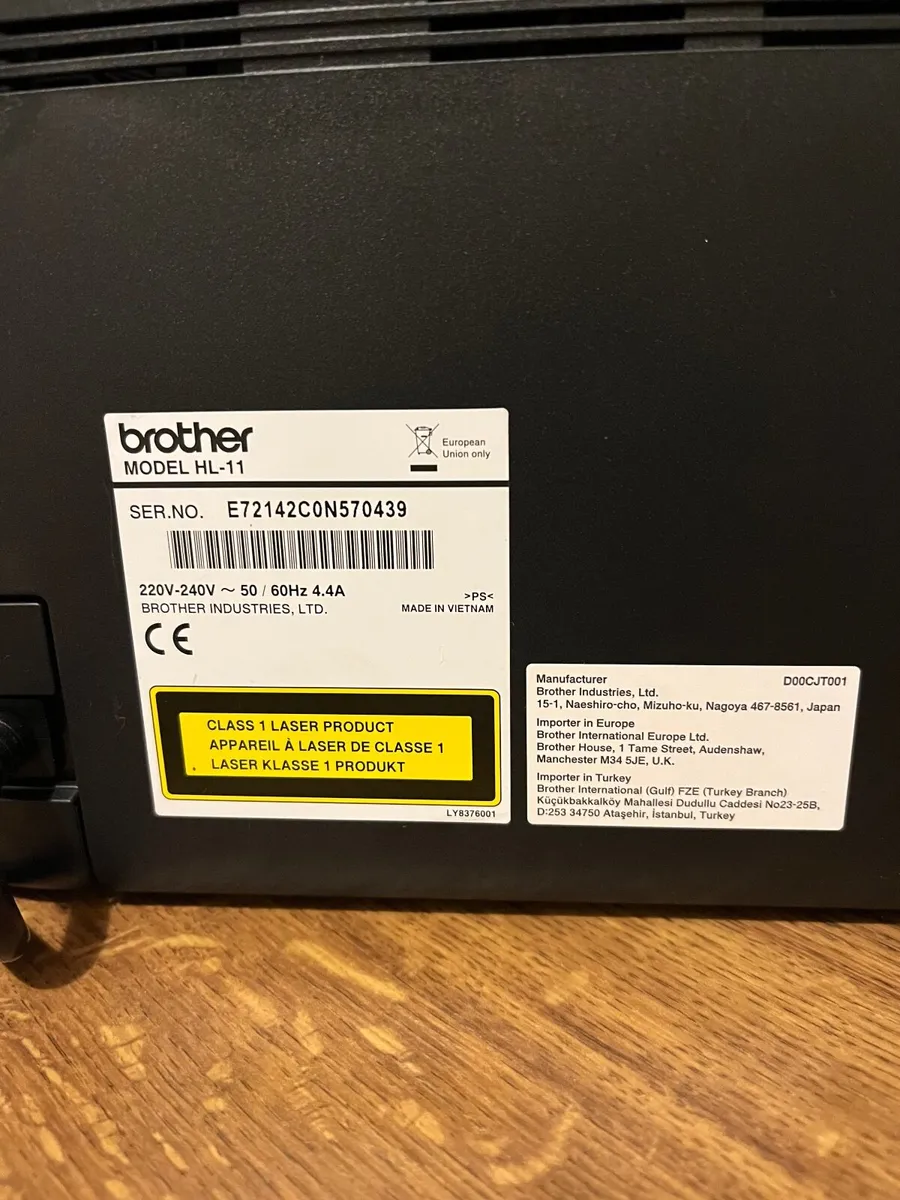 brother
MODEL HL-11
European
Union only
SER.NO. E72142C0N570439
220V-240V ~ 50 / 60Hz 4.4A
BROTHER INDUSTRIES, LTD.
>PS<
MADE IN VIETNAM
CE
CLASS 1 LASER PRODUCT
APPAREIL À LASER DE CLASSE 1
LASER KLASSE 1 PRODUKT
LY8376001
Manufacturer D00CJT001
Brother Industries, Ltd.
15-1, Naeshiro-cho, Mizuho-ku, Nagoya 467-8561, Japan
Importer in Europe
Brother International Europe Ltd.
Brother House, 1 Tame Street, Audenshaw,
Manchester M34 5JE, U.K.
Importer in Turkey
Brother International (Gulf) FZE (Turkey Branch)
Küçükbakkalköy Mahallesi Dudullu Caddesi No23-25B,
D:253 34750 Ataşehir, İstanbul, Turkey